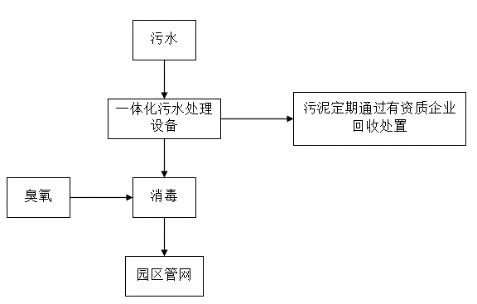 污水
一体化污水处理
设备
污泥定期通过有资质企业
回收处置
臭氧
消毒
园区管网